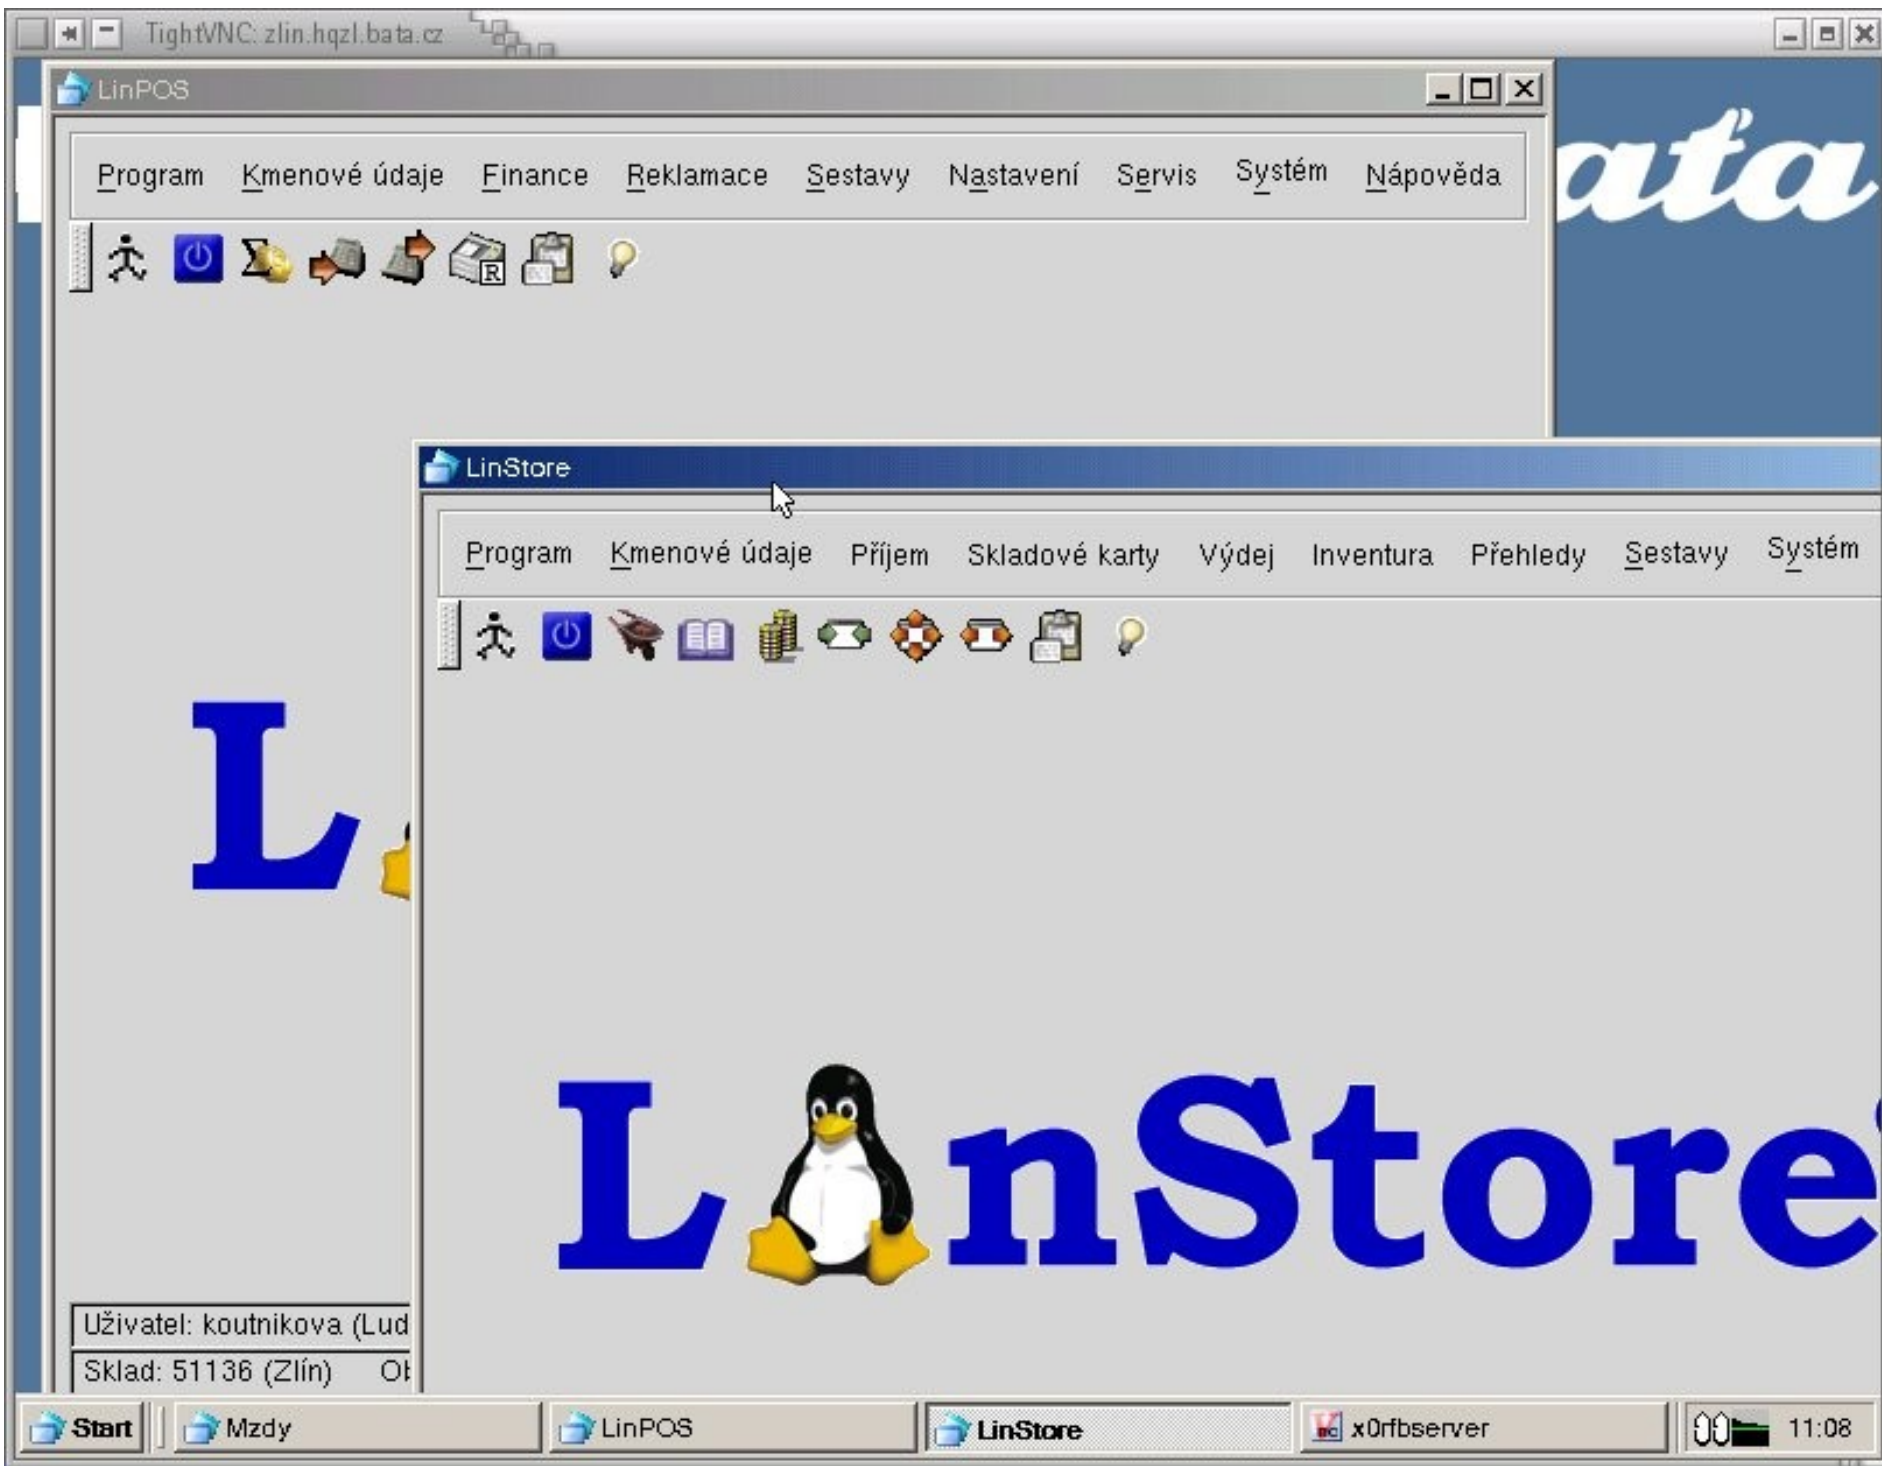 TightVNC: zlin.hqzl.bata.cz
LinPOS
Program Kmenové údaje Finance Reklamace Sestavy Nastavení Servis Systém Nápověda
aťa
R
LinStore
Program Kmenové údaje Příjem Skladové karty Výdej Inventura Přehledy Sestavy Systém
L
L nStore
Uživatel: koutnikova (Lud
Sklad: 51136 (Zlín)
Start Mzdy LinPOS LinStore x0rfbserver 11:08